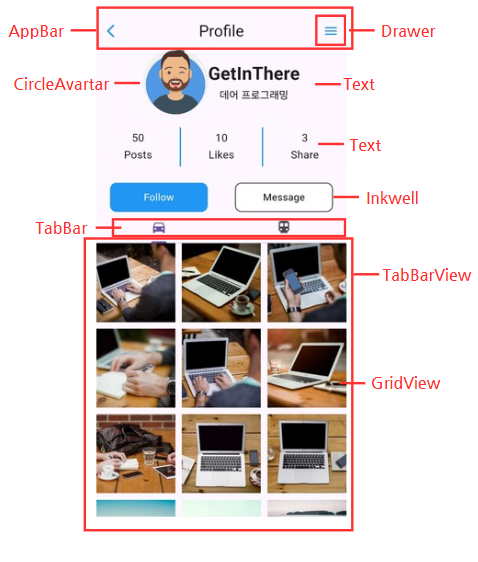 AppBar
Profile
Drawer
CircleAvartar
GetInThere
데어 프로그래밍
Text
50
Posts
10
Likes
3
Share
Text
Follow
Message
Inkwell
TabBar
TabBarView
GridView